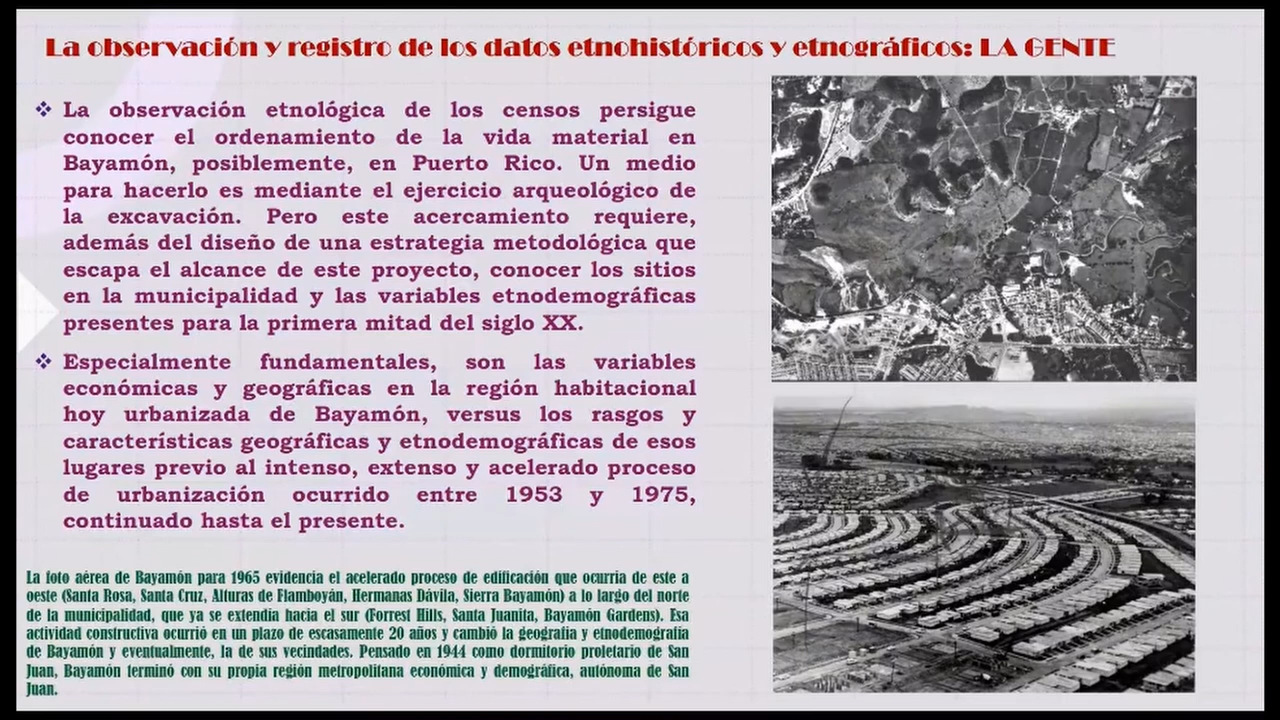 La observación y registro de los datos etnohistóricos y etnográficos: LA GENTE
❖ La observación etnológica de los censos persigue
conocer el ordenamiento de la vida material en
Bayamón, posiblemente, en Puerto Rico. Un medio
para hacerlo es mediante el ejercicio arqueológico de
la excavación. Pero este acercamiento requiere,
además del diseño de una estrategia metodológica que
escapa el alcance de este proyecto, conocer los sitios
en la municipalidad y las variables etnodemográficas
presentes para la primera mitad del siglo XX.
❖ Especialmente fundamentales, son las variables
económicas y geográficas en la región habitacional
hoy urbanizada de Bayamón, versus los rasgos y
características geográficas y etnodemográficas de esos
lugares previo al intenso, extenso y acelerado proceso
de urbanización ocurrido entre 1953 y 1975,
continuado hasta el presente.
La foto aérea de Bayamón para 1965 evidencia el acelerado proceso de edificación que ocurría de este a
oeste (Santa Rosa, Santa Cruz, Alturas de Flamboyán, Hermanas Dávila, Sierra Bayamón) a lo largo del norte
de la municipalidad, que ya se extendía hacia el sur (Forrest Hills, Santa Juanita, Bayamón Gardens). Esa
actividad constructiva ocurrió en un plazo de escasamente 20 años y cambió la geografía y etnodemografía
de Bayamón y eventualmente, la de sus vecindades. Pensado en 1944 como dormitorio proletario de San
Juan, Bayamón terminó con su propia región metropolitana económica y demográfica, autónoma de San
Juan.